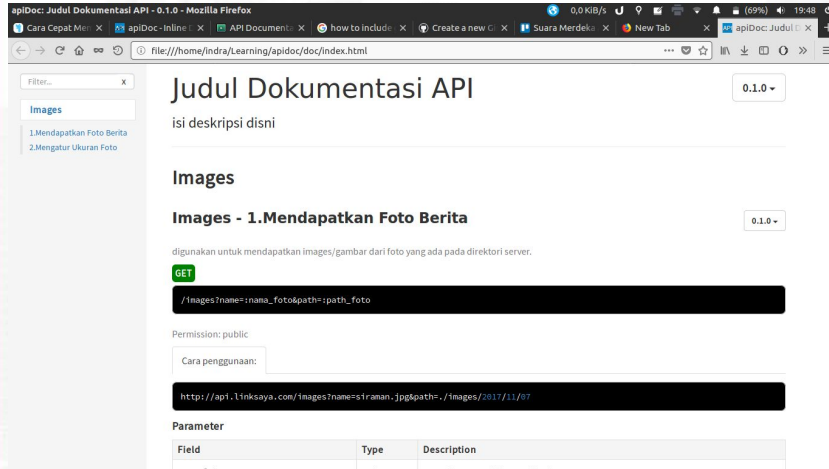 apiDoc: Judul Dokumentasi API - 0.1.0 - Mozilla Firefox
0,0 KiB/s
(69%)
19:48
Cara Cepat Men
apiDoc - Inline
API Documenta
how to include
Create a new
Suara Merdeka
New Tab
apiDoc: Judul
file:///home/indra/Learning/apidoc/doc/index.html
Filter...
x
Images
1.Mendapatkan Foto Berita
2.Mengatur Ukuran Foto
Judul Dokumentasi API
0.1.0
isi deskripsi disni
Images
Images - 1.Mendapatkan Foto Berita
0.1.0
digunakan untuk mendapatkan images/gambar dari foto yang ada pada direktori server.
GET
/images?name=:nama_foto&path=:path_foto
Permission: public
Cara penggunaan:
http://api.linksaya.com/images?name=siraman.jpg&path=./images/2017/11/07
Parameter
Field Type Description